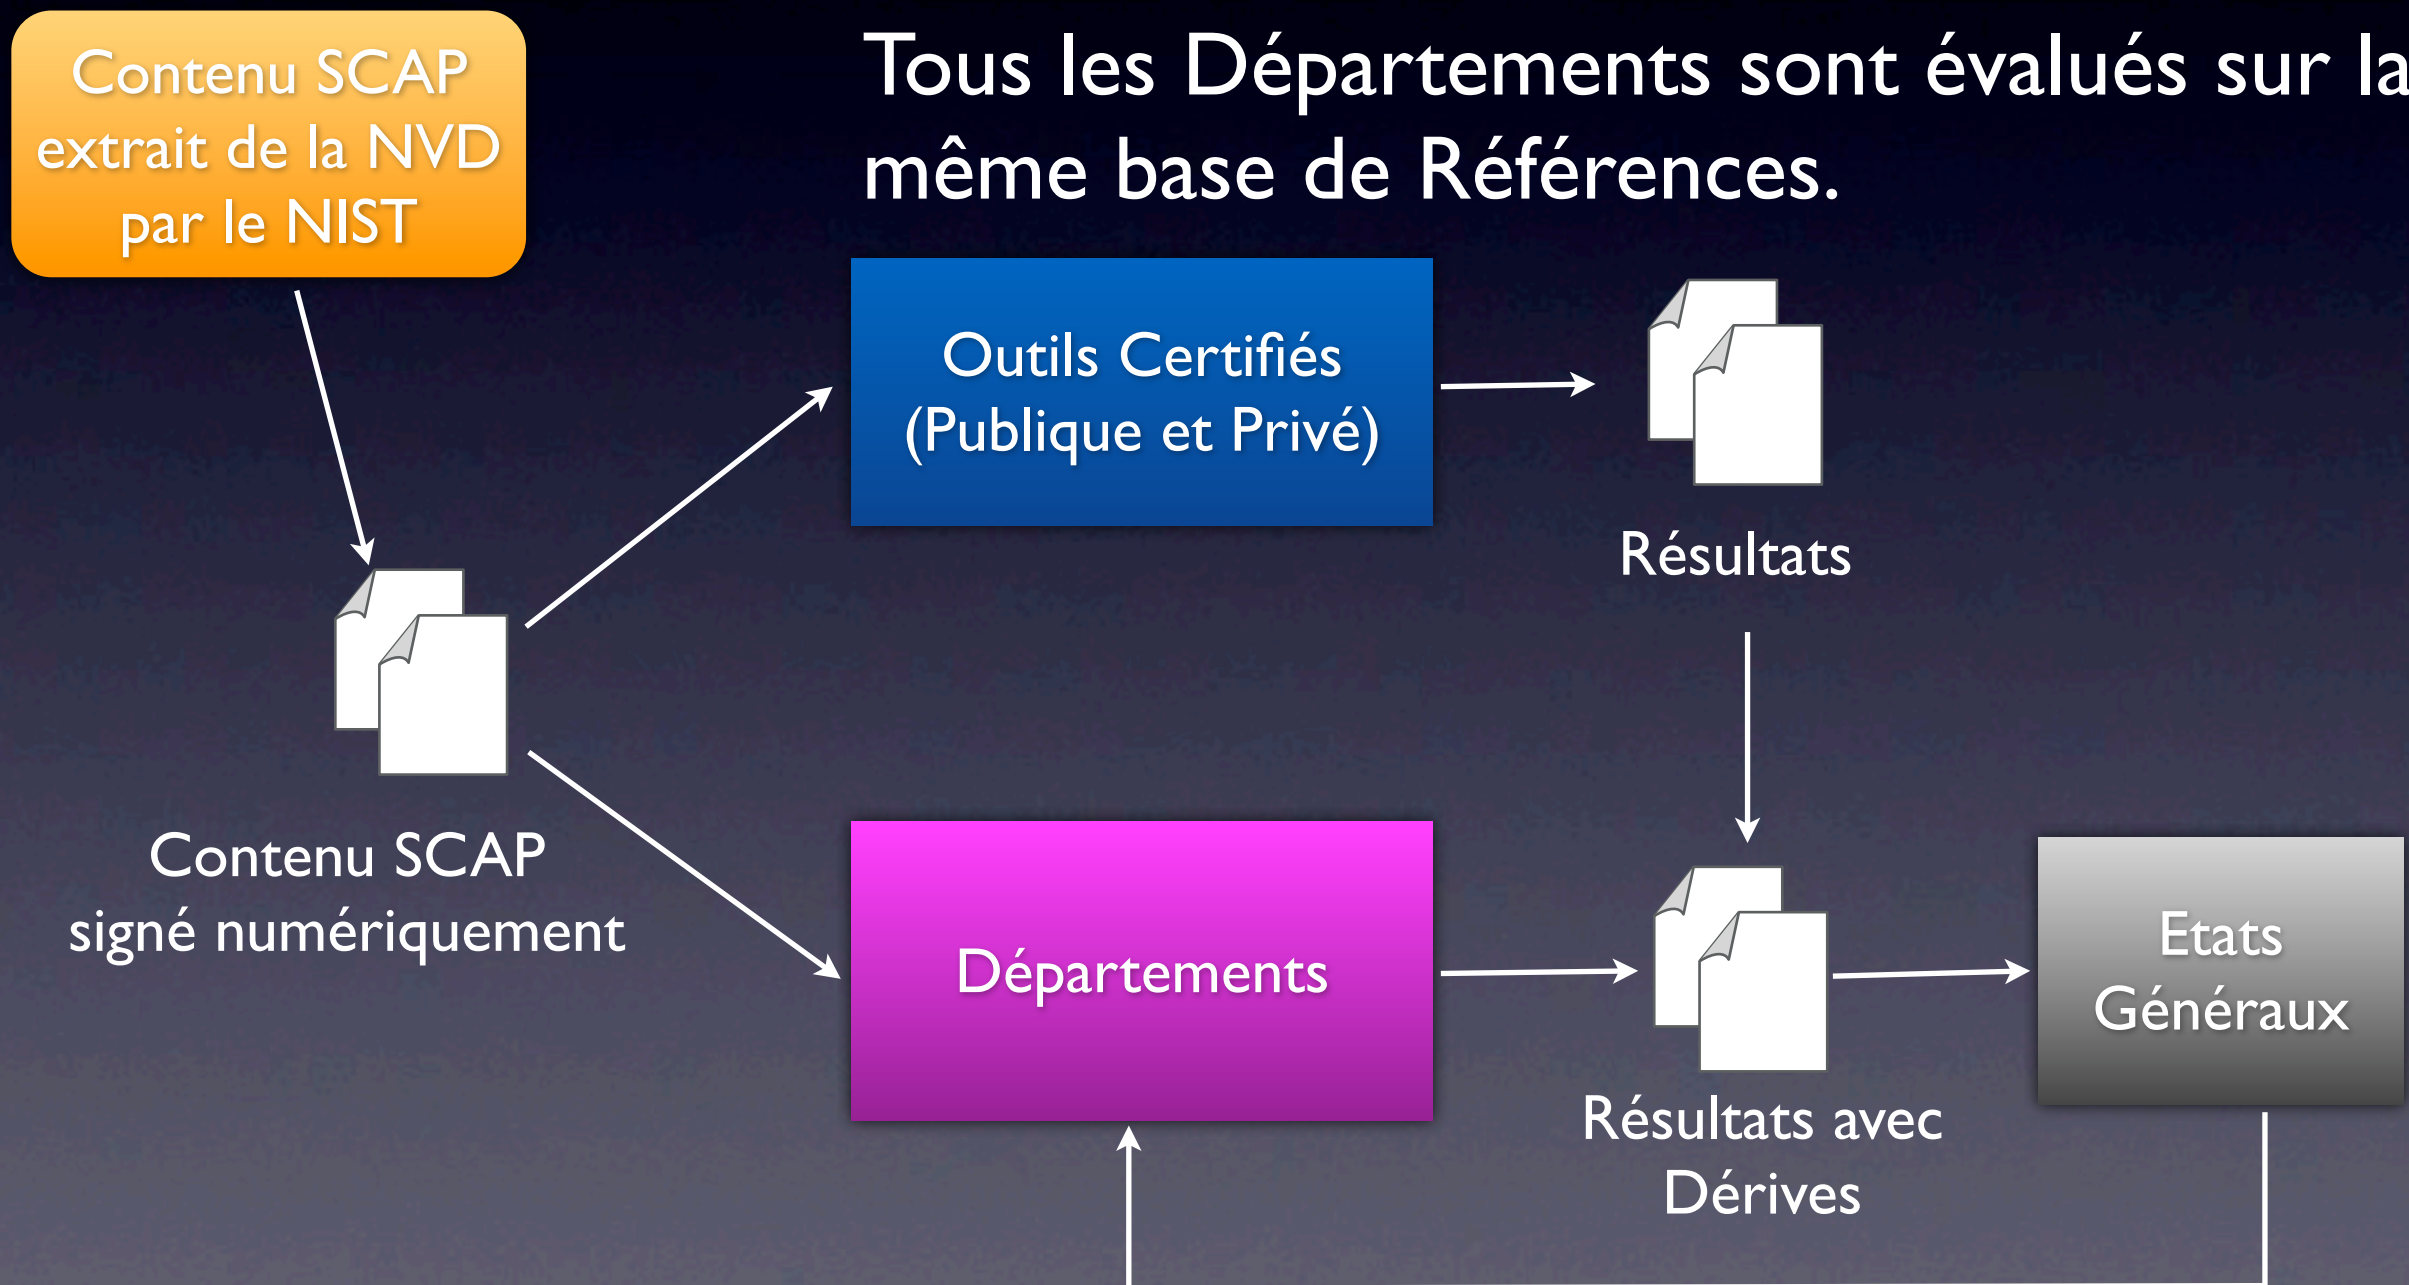 Contenu SCAP
extrait de la NVD
par le NIST
Tous les Départements sont évalués sur la
même base de Références.
Outils Certifiés
(Publique et Privé)
Résultats
Contenu SCAP
signé numériquement
Départements
Résultats avec
Dérives
Etats
Généraux